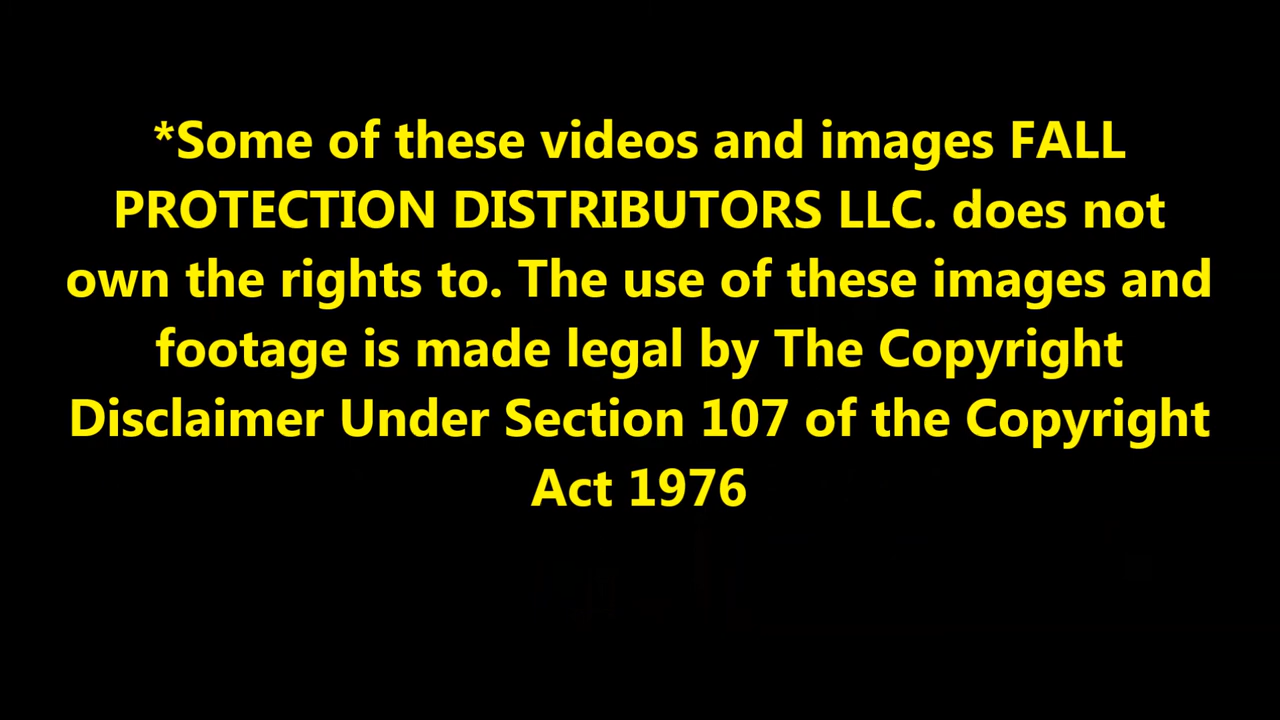 *Some of these videos and images FALL
PROTECTION DISTRIBUTORS LLC. does not
own the rights to. The use of these images and
footage is made legal by The Copyright
Disclaimer Under Section 107 of the Copyright
Act 1976